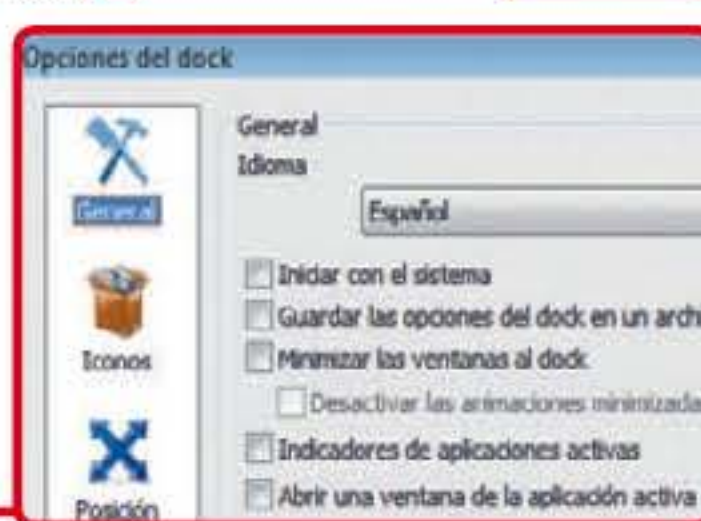 Opciones del dock
General
Iconos
Posición
General
Idioma
Español
Iniciar con el sistema
Guardar las opciones del dock en un
Minimizar las ventanas al dock
Desactivar las animaciones
Indicadores de aplicaciones activas
Abrir una ventana de la aplicación activa